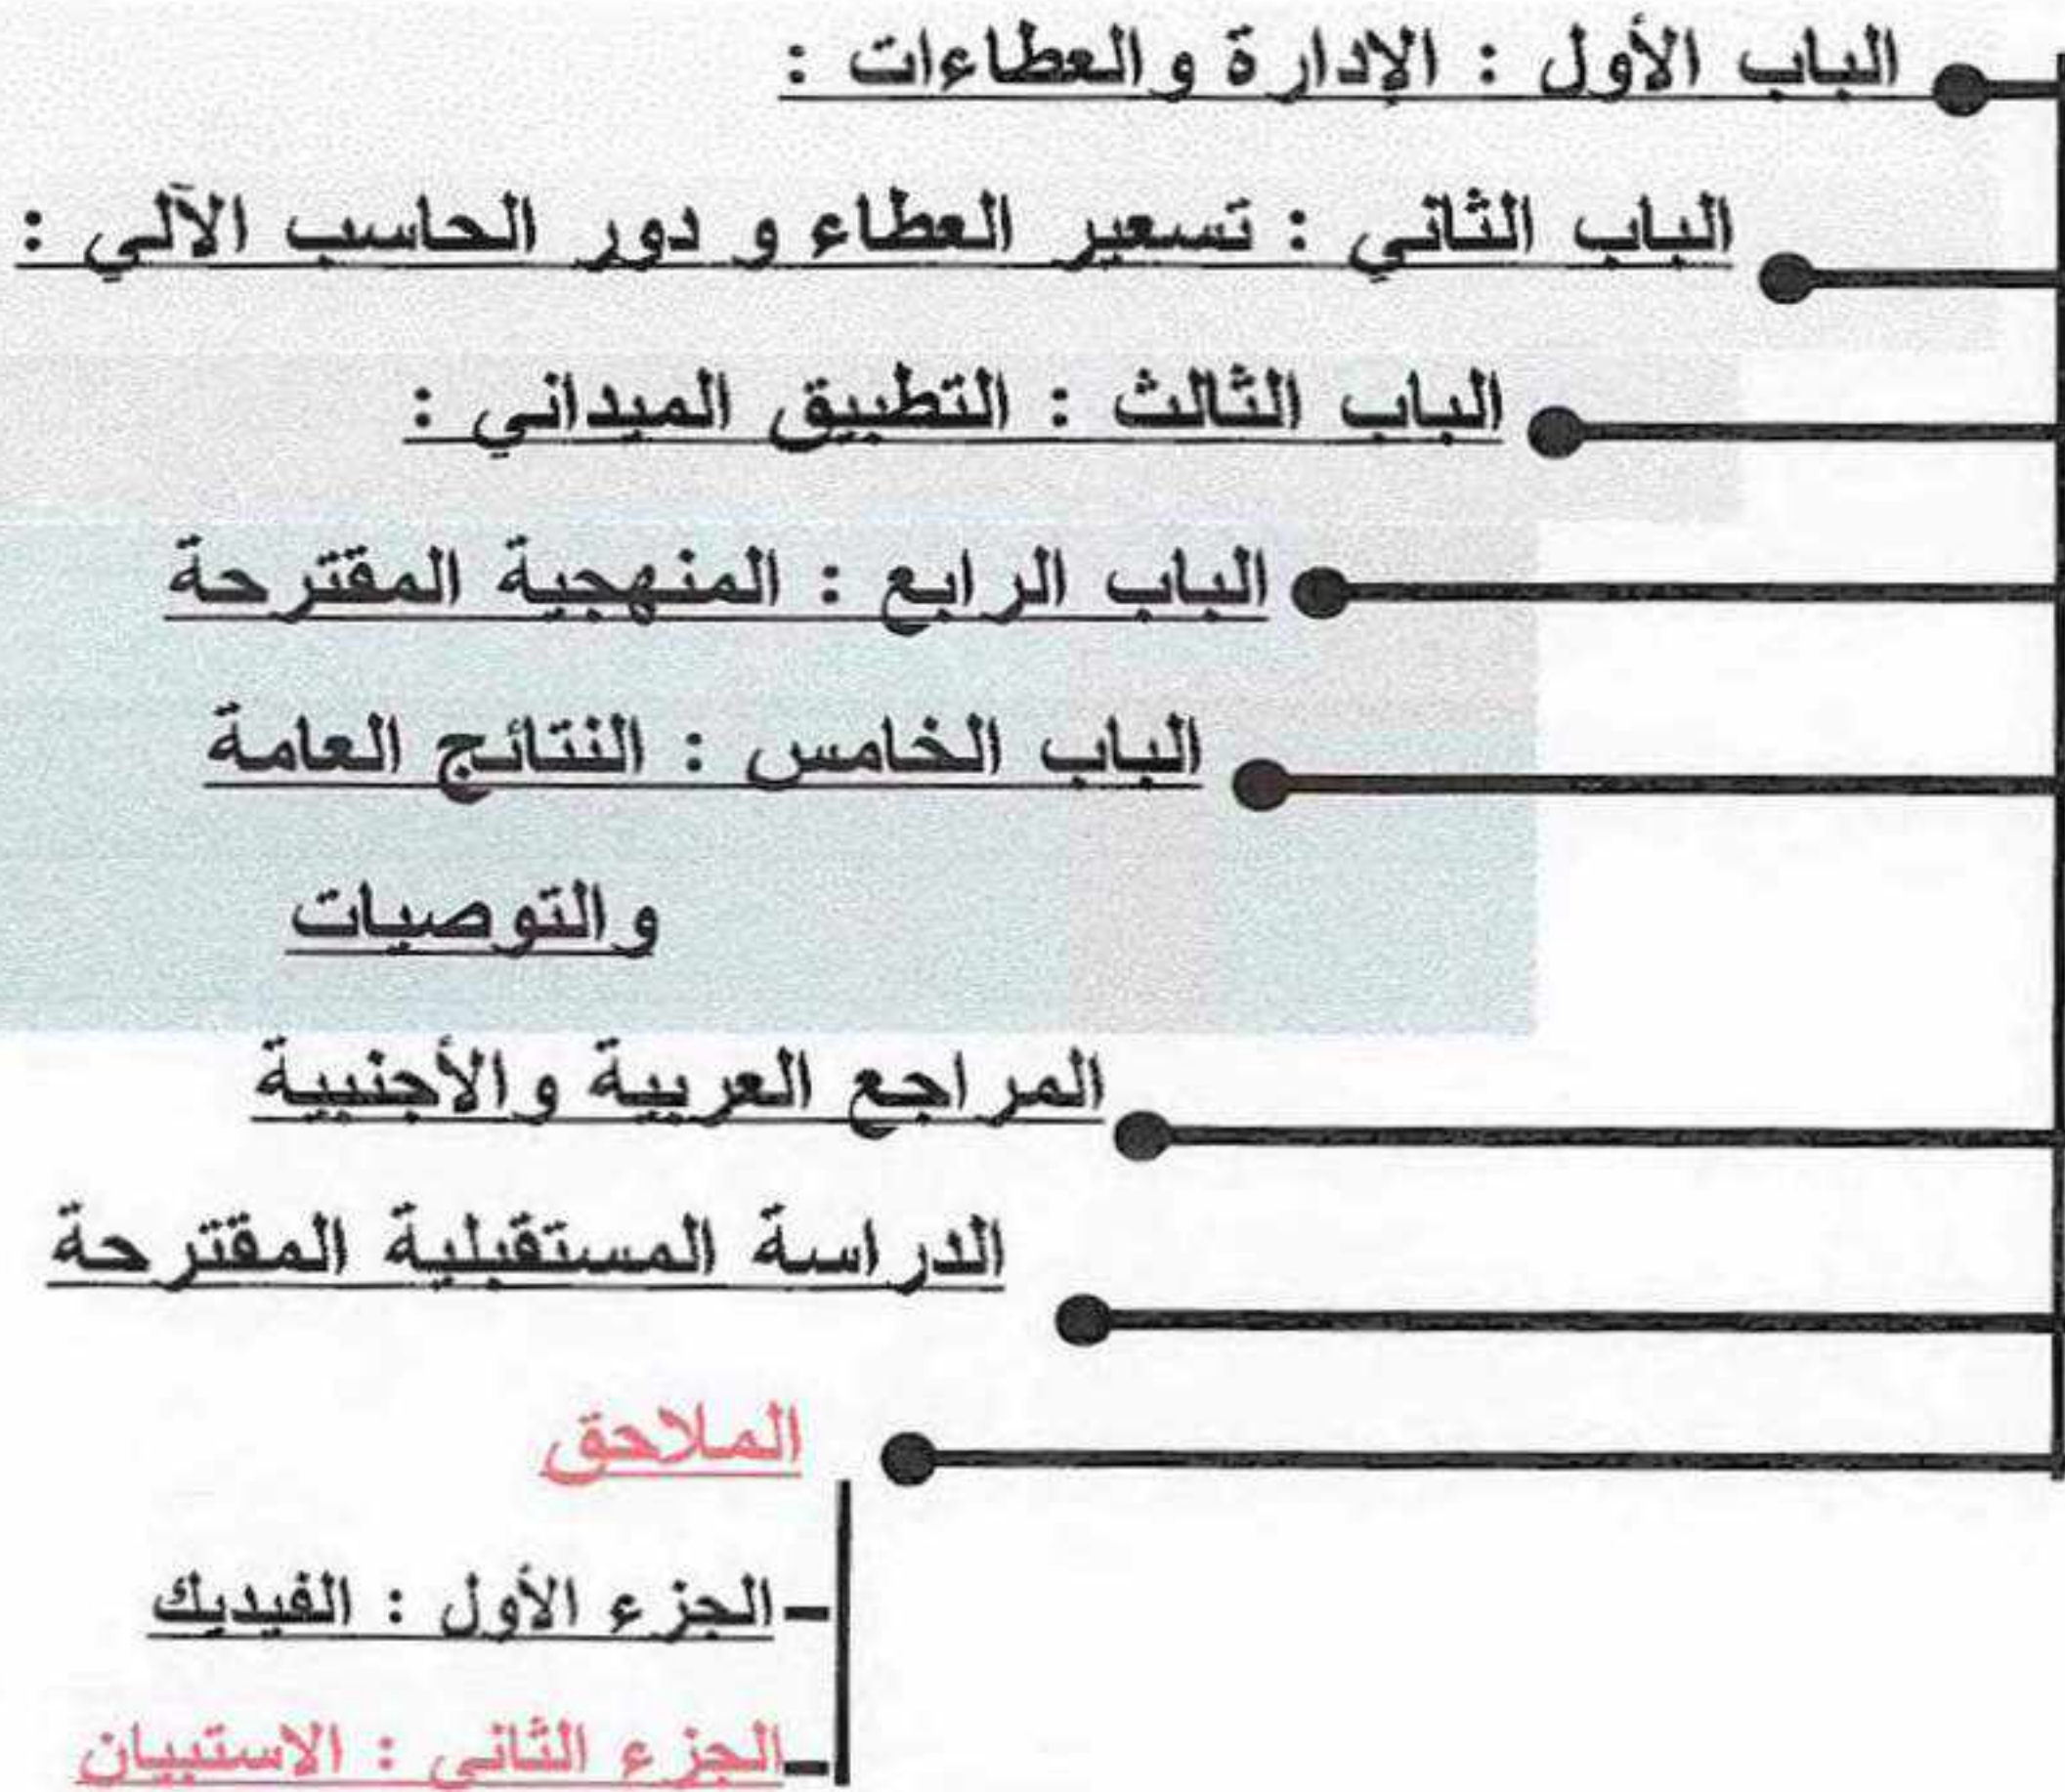 الباب الأول : الإدارة والعطاءات :
الباب الثاني : تسعير العطاء و دور الحاسب الآلي :
الباب الثالث : التطبيق الميداني :
الباب الرابع : المنهجية المقترحة
الباب الخامس : النتائج العامة
والتوصيات
المراجع العربية والأجنبية
الدراسة المستقبلية المقترحة
الملاحق
-الجزء الأول : الفيديك
-الجزء الثاني : الاستبيان